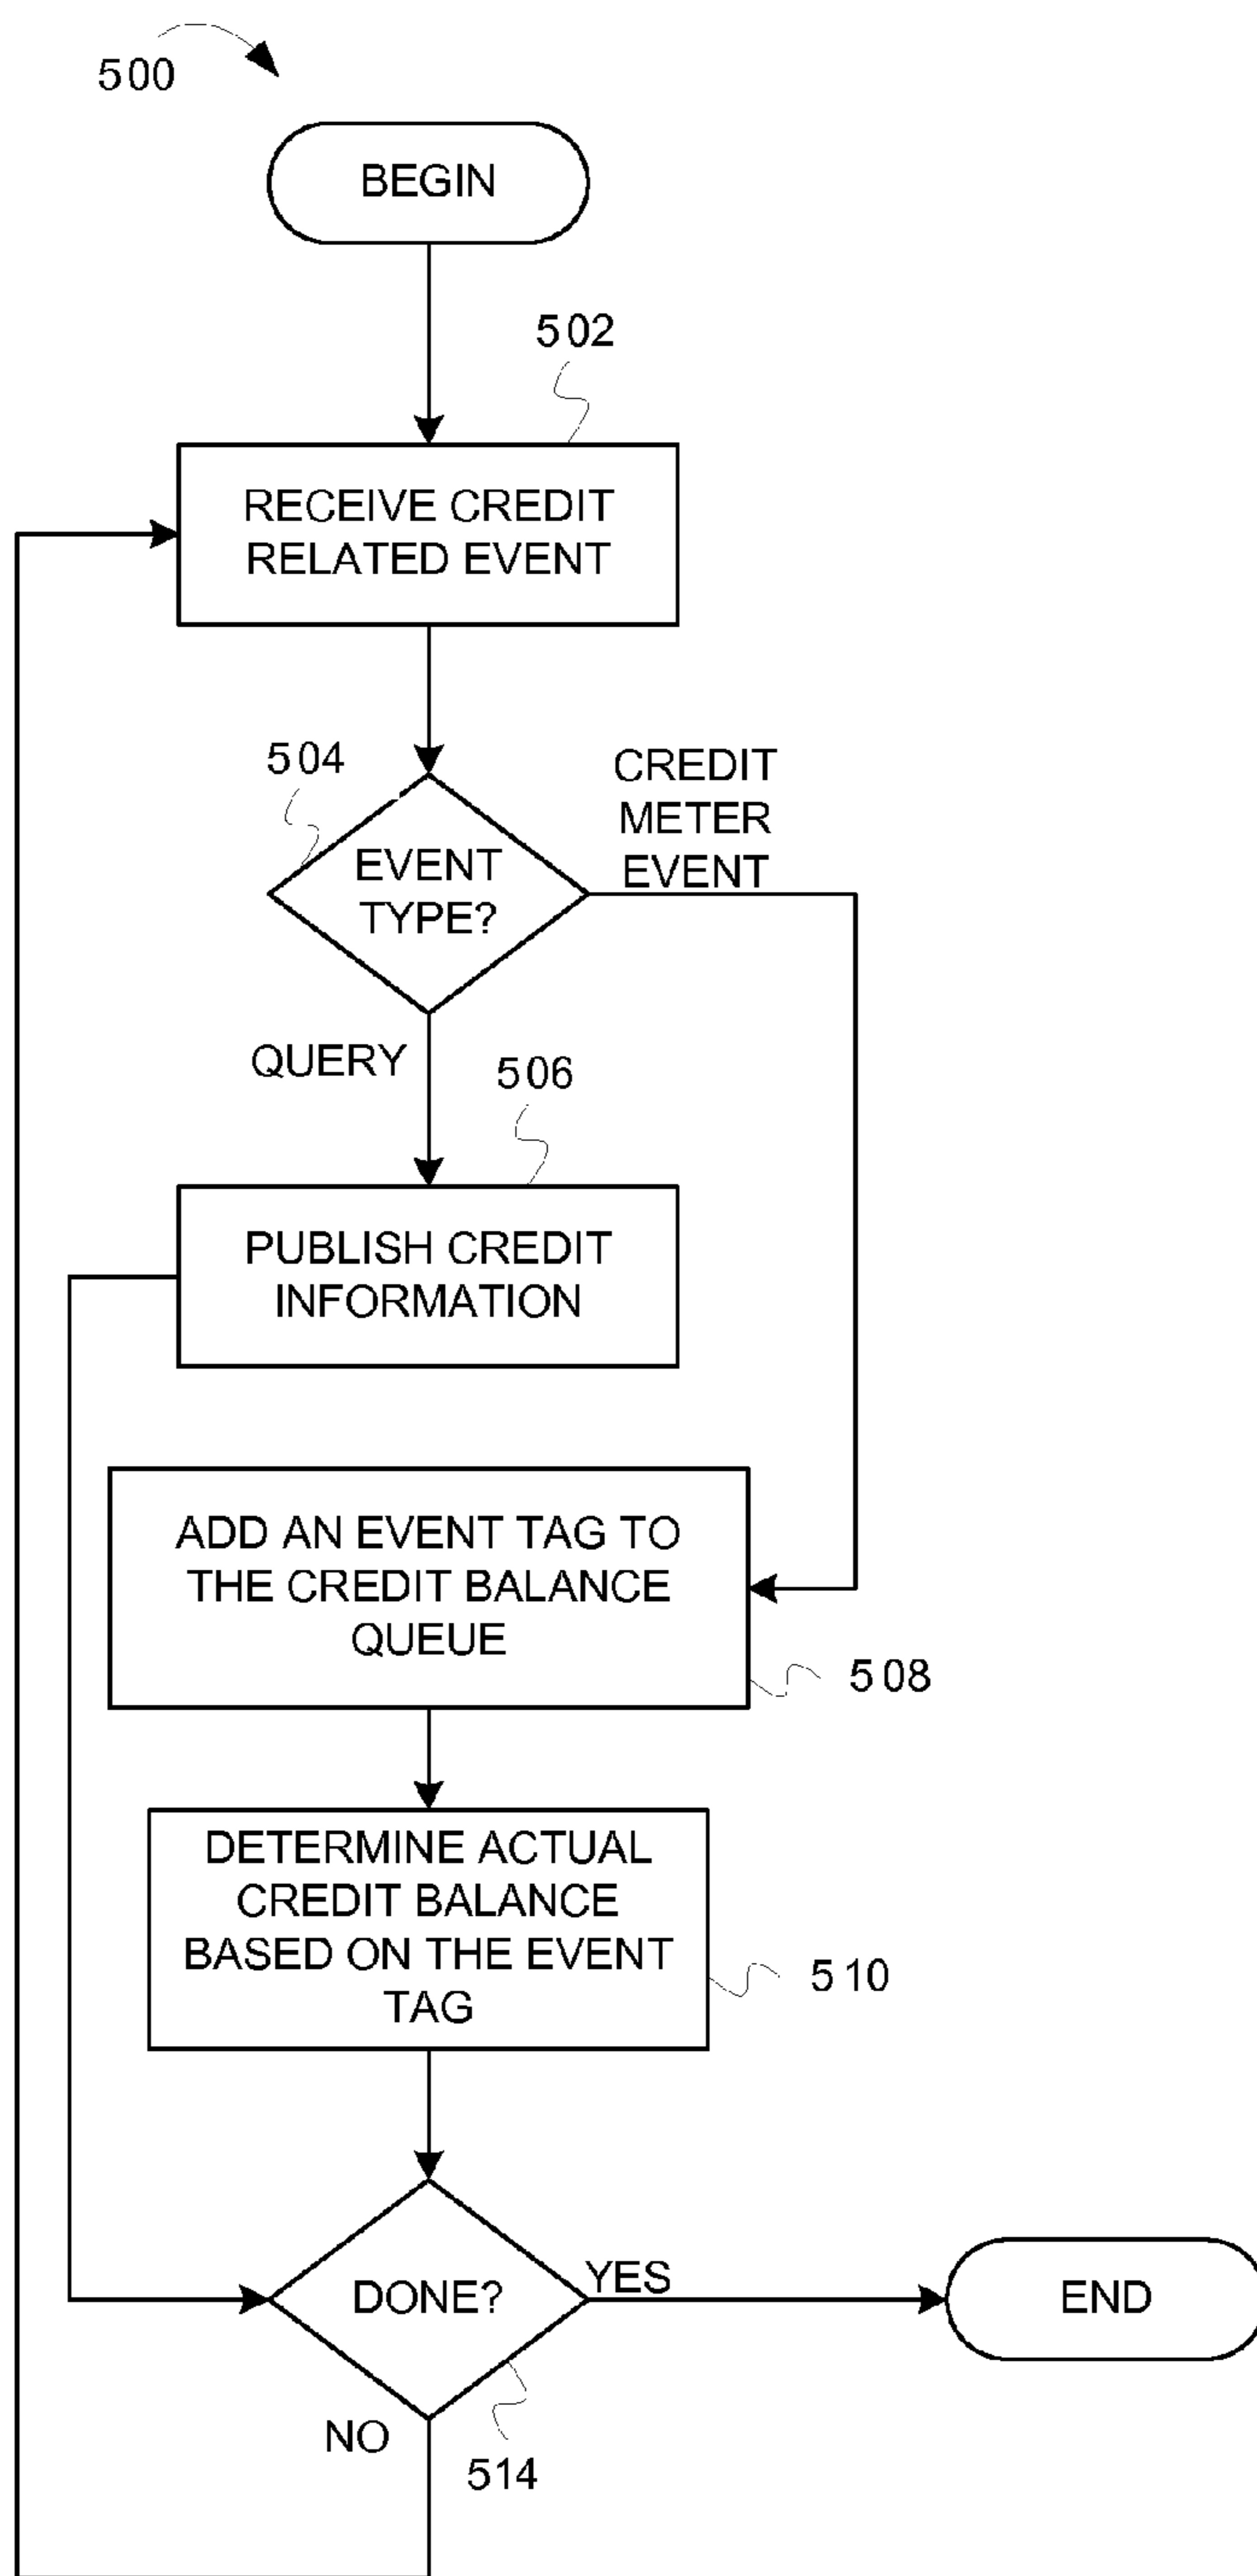 500
BEGIN
502
RECEIVE CREDIT
RELATED EVENT
504
CREDIT
METER
EVENT
EVENT
TYPE?
QUERY
506
PUBLISH CREDIT
INFORMATION
ADD AN EVENT TAG TO
THE CREDIT BALANCE
QUEUE
508
DETERMINE ACTUAL
CREDIT BALANCE
BASED ON THE EVENT
TAG
510
DONE?
YES
END
NO
514